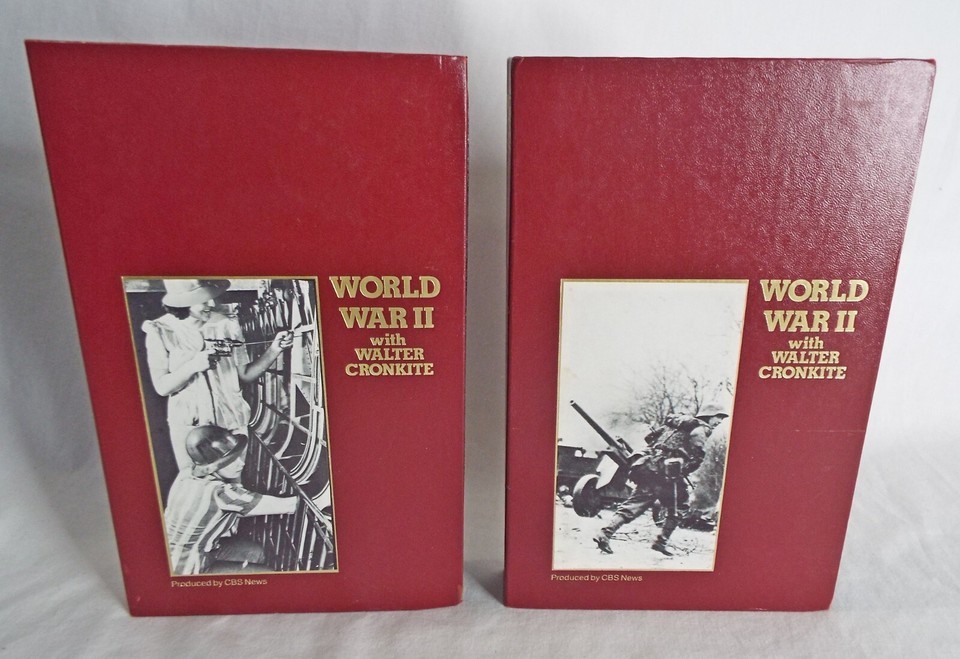 WORLD
WAR II
with
WALTER
CRONKITE
Produced by CBS News
WORLD
WAR II
with
WALTER
CRONKITE
Produced by CBS News